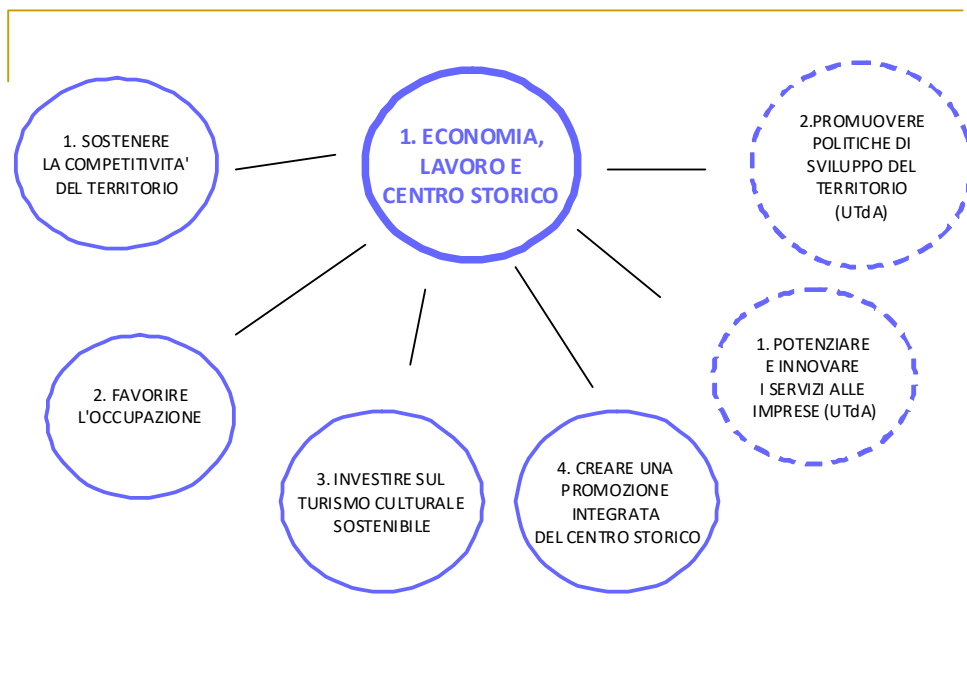 1. ECONOMIA,
LAVORO E
CENTRO STORICO
1. SOSTENERE
LA COMPETITIVITA'
DEL TERRITORIO
2. FAVORIRE
L'OCCUPAZIONE
3. INVESTIRE SUL
TURISMO CULTURALE
SOSTENIBILE
4. CREARE UNA
PROMOZIONE
INTEGRATA
DEL CENTRO STORICO
1. POTENZIARE
E INNOVARE
I SERVIZI ALLE
IMPRESE (UTdA)
2.PROMUOVERE
POLITICHE DI
SVILUPPO DEL
TERRITORIO
(UTdA)